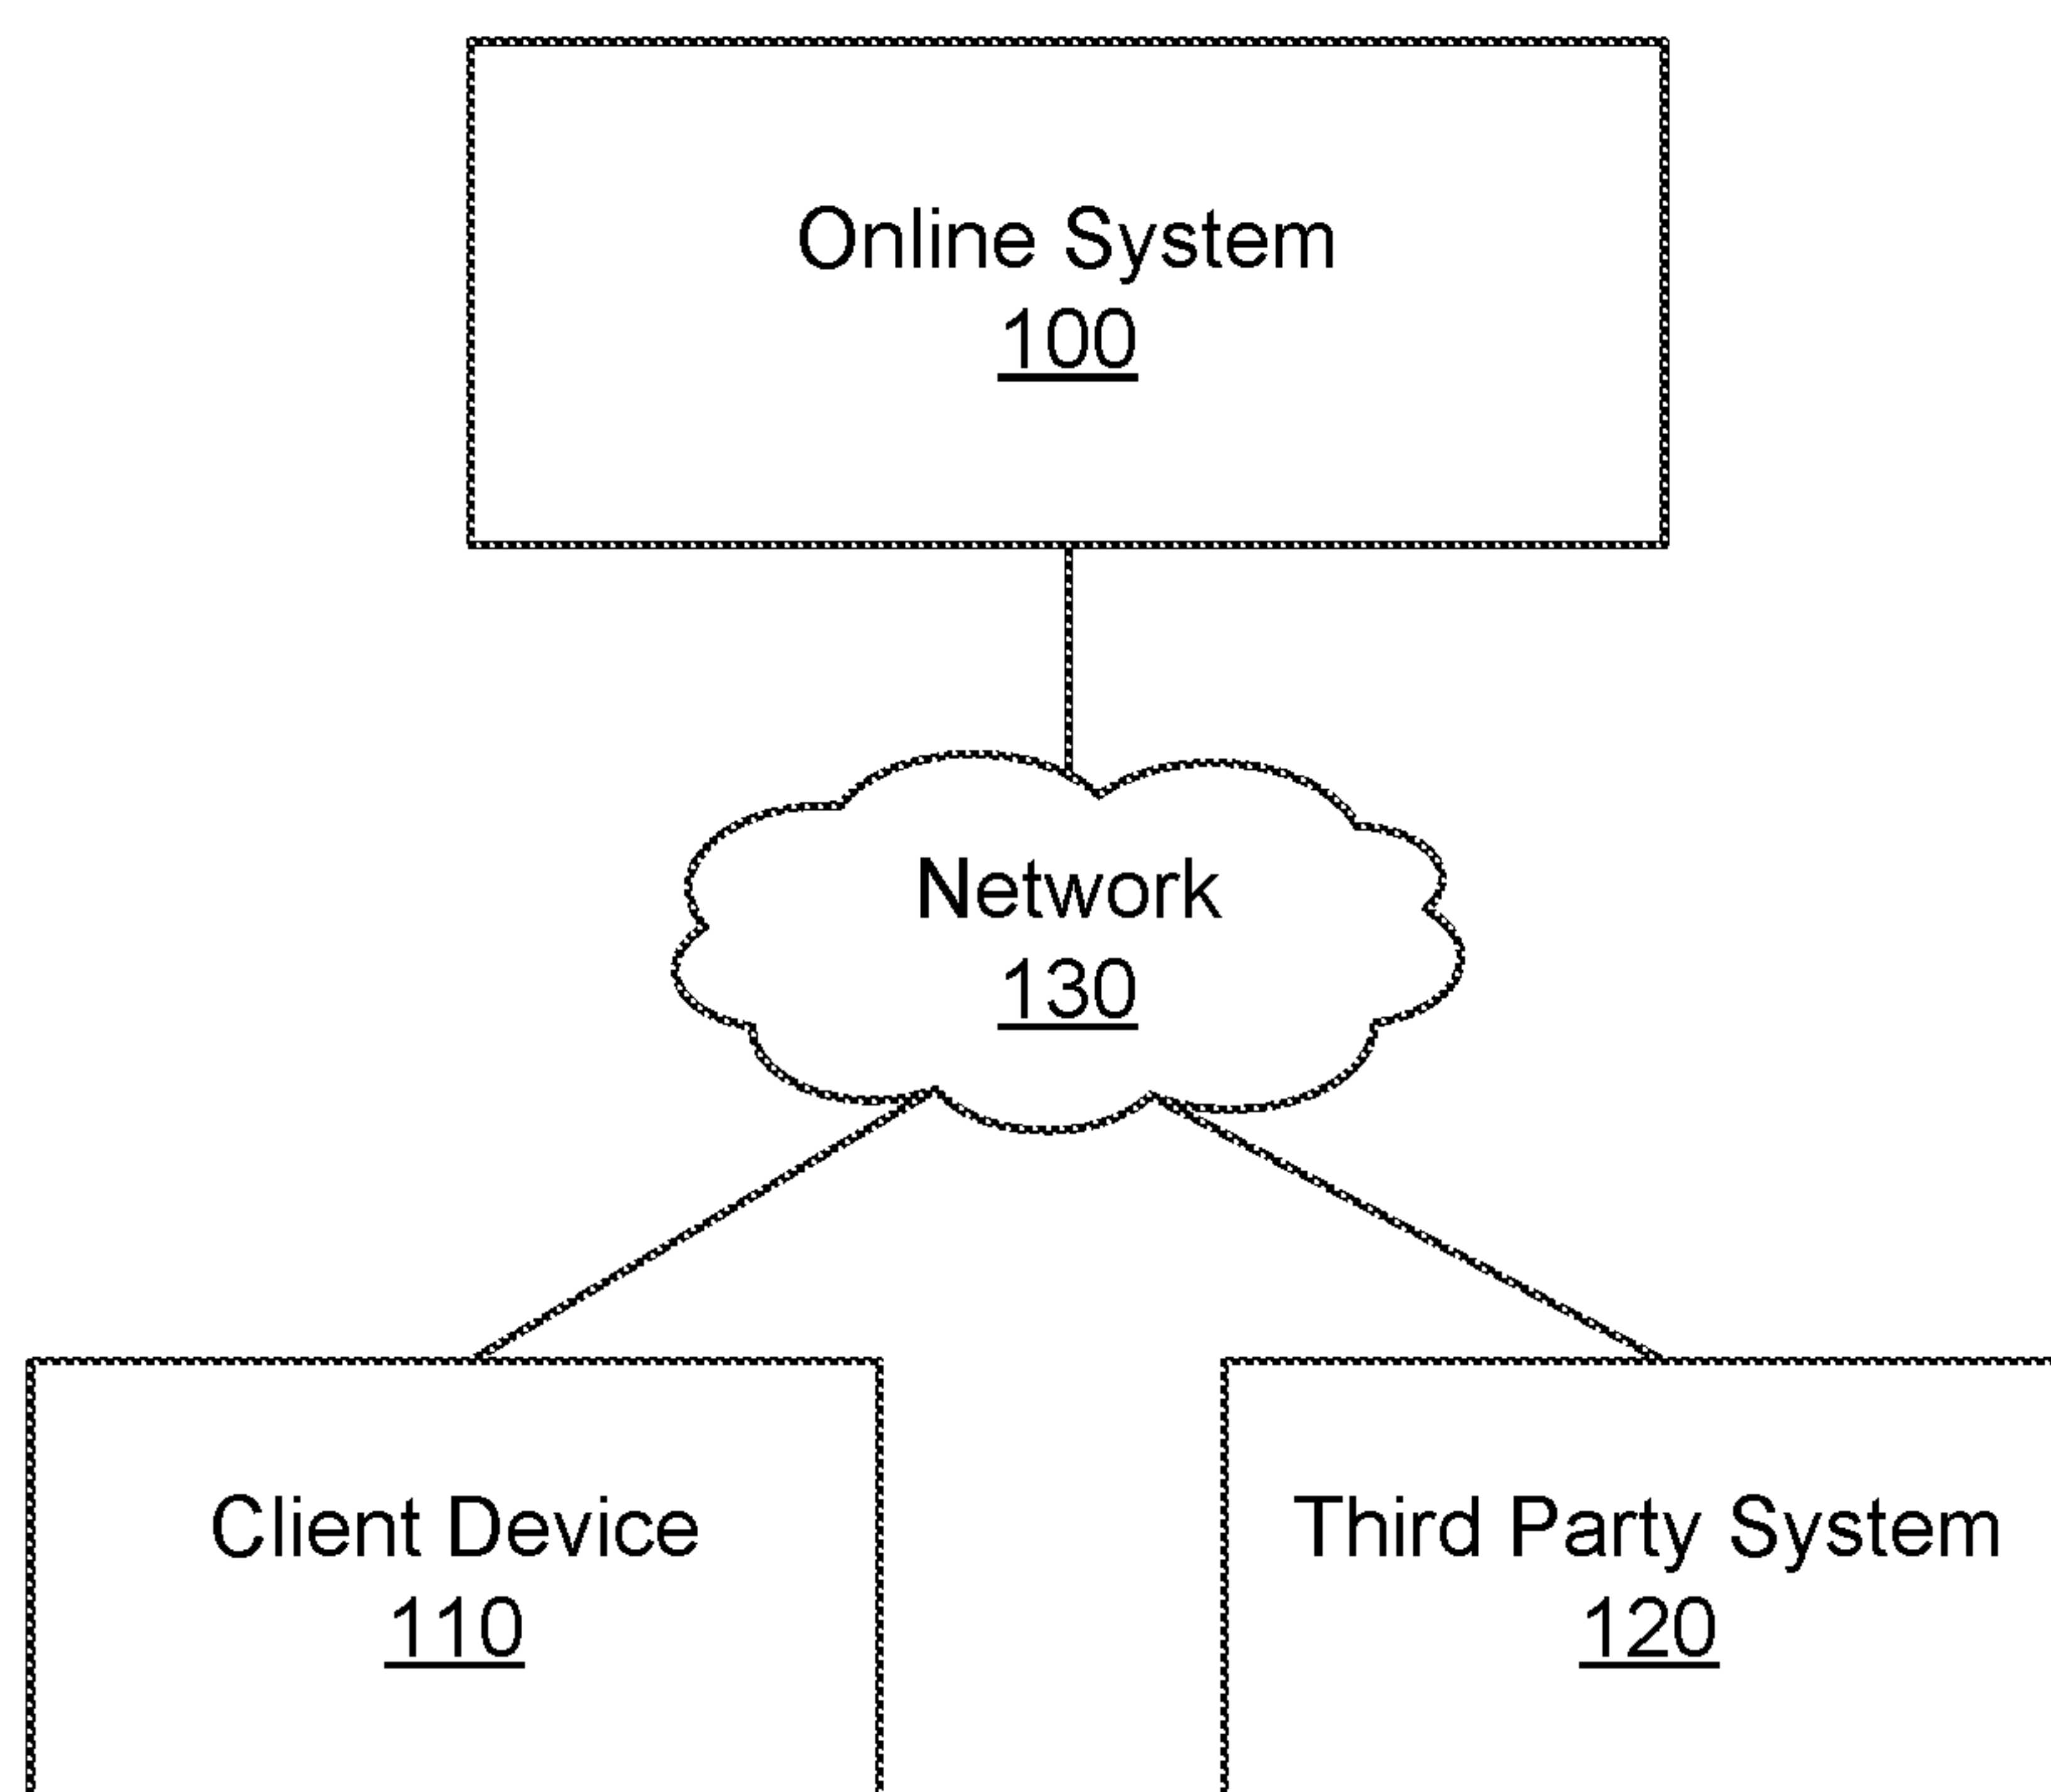 Online System
100
Network
130
Client Device
110
Third Party System
120